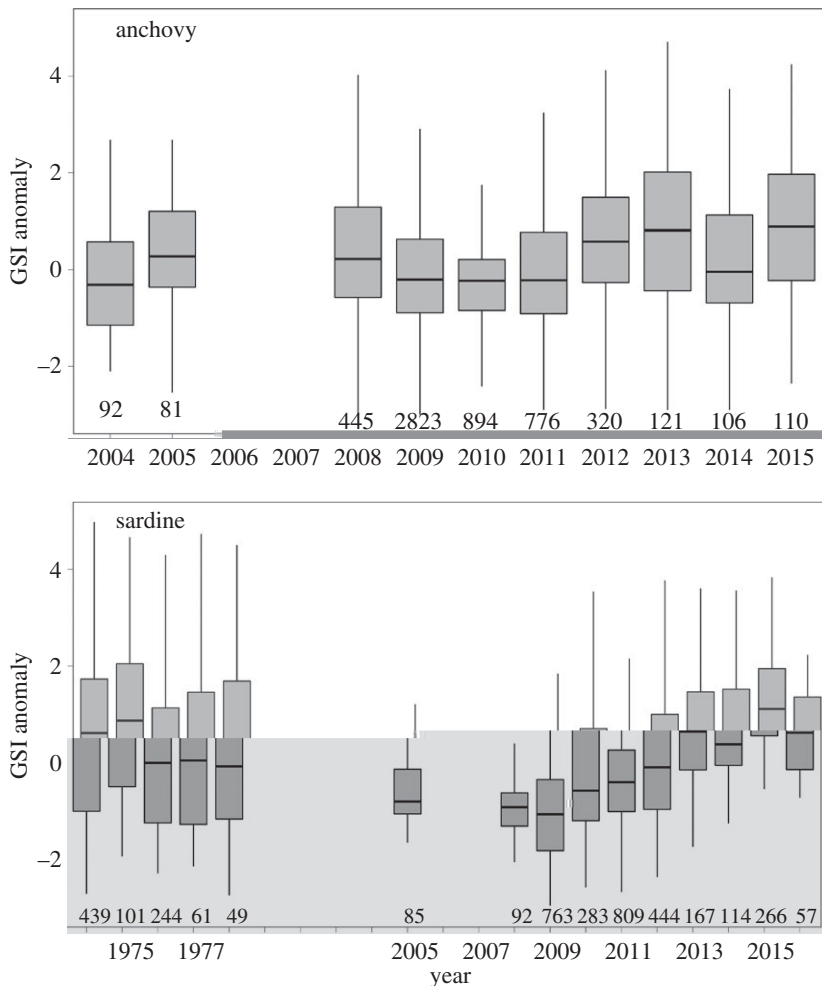 anchovy
4
2
0
−2
GSI anomaly
92 81 445 2823 894 776 320 121 106 110
2004 2005 2006 2007 2008 2009 2010 2011 2012 2013 2014 2015
sardine
4
2
0
−2
GSI anomaly
439 101 244 61 49 85 92 763 283 809 444 167 114 266 57
1975 1977 2005 2007 2009 2011 2013 2015
year